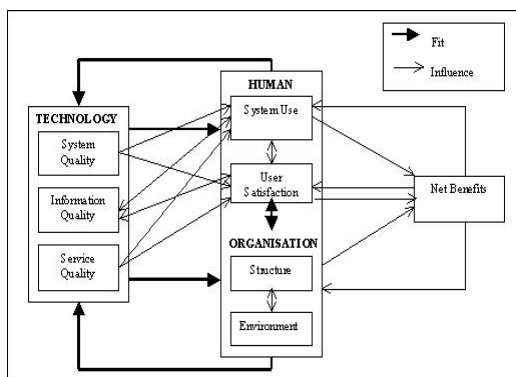 Fit
Influence
HUMAN
System Use
TECHNOLOGY
System
Quality
Information
Quality
Service
Quality
User
Satisfaction
Net Benefits
ORGANISATION
Structure
Environment